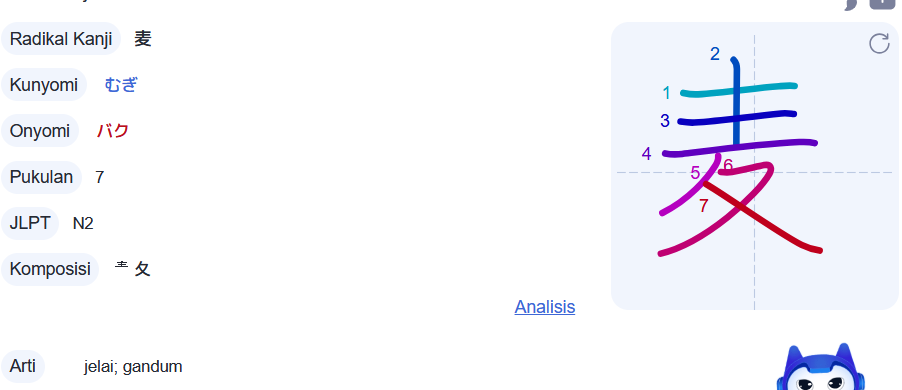 Radikal Kanji 麦
Kunyomi むぎ
Onyomi バク
Pukulan 7
JLPT N2
Komposisi 龶 夂
Analisis
Arti jelai; gandum
2
1
3
4
5 6
7